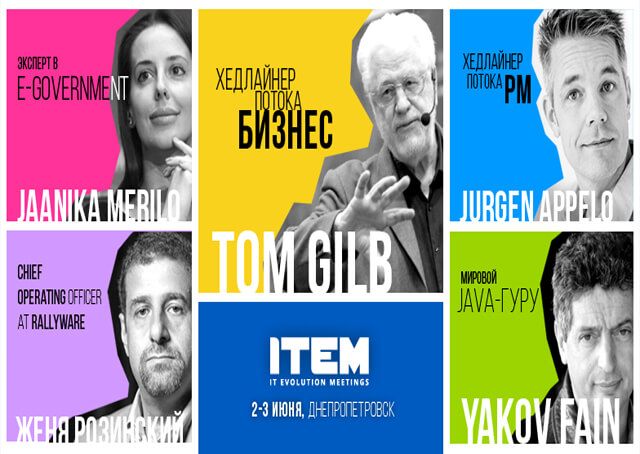 ЭКСПЕРТ В
E-GOVERNMENT
JAANIKA MERILO
ХЕДЛАЙНЕР
ПОТОКА
БИЗНЕС
TOM GILB
ХЕДЛАЙНЕР
ПОТОКА PM
JURGEN APPELO
CHIEF
OPERATING OFFICER
AT RALLYWARE
ЖЕНЯ РОЗИНСКИЙ
ITEM
IT EVOLUTION MEETINGS
2-3 ИЮНЯ, ДНЕПРОПЕТРОВСК
МИРОВОЙ
JAVA-ГУРУ
YAKOV FAIN